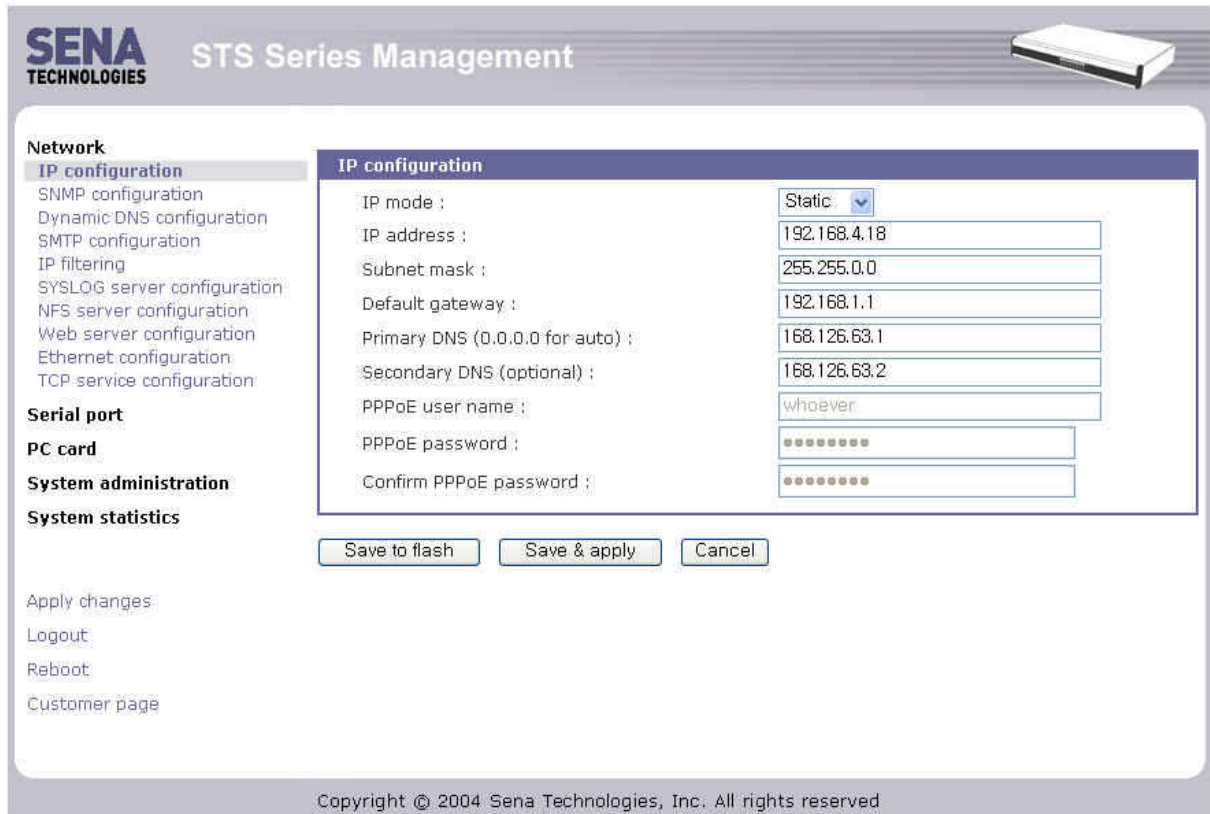 SENA
TECHNOLOGIES
STS Series Management
Network
IP configuration
SNMP configuration
Dynamic DNS configuration
SMTP configuration
IP filtering
SYSLOG server configuration
NFS server configuration
Web server configuration
Ethernet configuration
TCP service configuration
Serial port
PC card
System administration
System statistics
Apply changes
Logout
Reboot
Customer page
IP configuration
IP mode : Static
IP address : 192.168.4.18
Subnet mask : 255.255.0.0
Default gateway : 192.168.1.1
Primary DNS (0.0.0.0 for auto) : 168.126.63.1
Secondary DNS (optional) : 168.126.63.2
PPPoE user name : whoever
PPPoE password : ●●●●●●●●
Confirm PPPoE password : ●●●●●●●●
Save to flash Save & apply Cancel
Copyright © 2004 Sena Technologies, Inc. All rights reserved